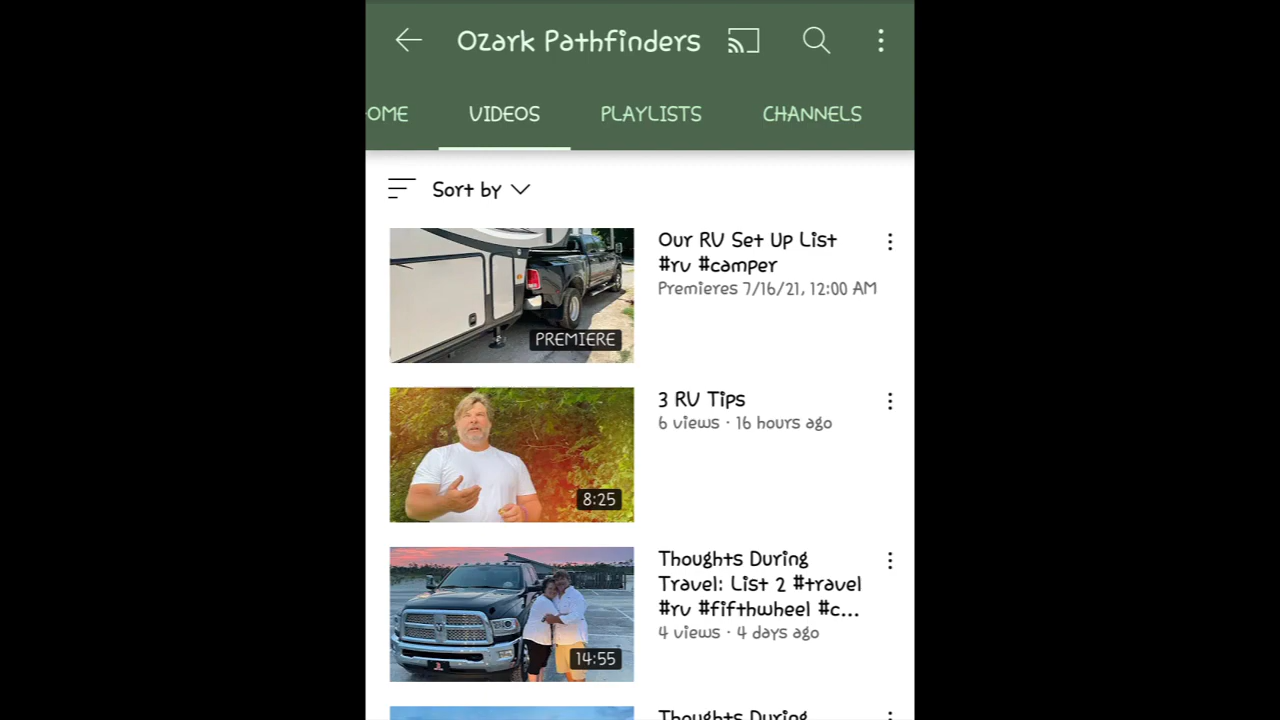 Ozark Pathfinders
OME
VIDEOS
PLAYLISTS
CHANNELS
Sort by
Our RV Set Up List
#rv #camper
Premieres 7/16/21, 12:00 AM
PREMIERE
3 RV Tips
6 views · 16 hours ago
8:25
Thoughts During
Travel: List 2 #travel
#rv #fifthwheel #c...
4 views · 4 days ago
14:55
Thoughts During